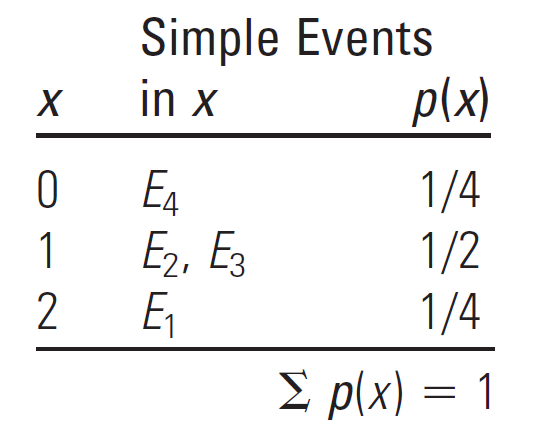 Simple Events
x in x p(x)
0 E₄ 1/4
1 E₂, E₃ 1/2
2 E₁ 1/4
Σ p(x) = 1